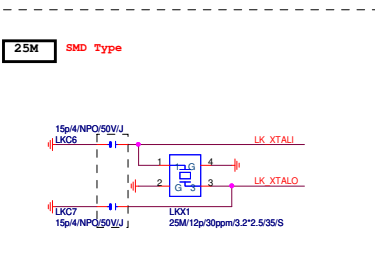 25M SMD Type
15p/4/NPO/50V/J
LKC6
LK_XTALI
1 G 4
2 G 3
LK_XTALO
LKC7
15p/4/NPO/50V/J
LKX1
25M/12p/30ppm/3.2*2.5/35/S